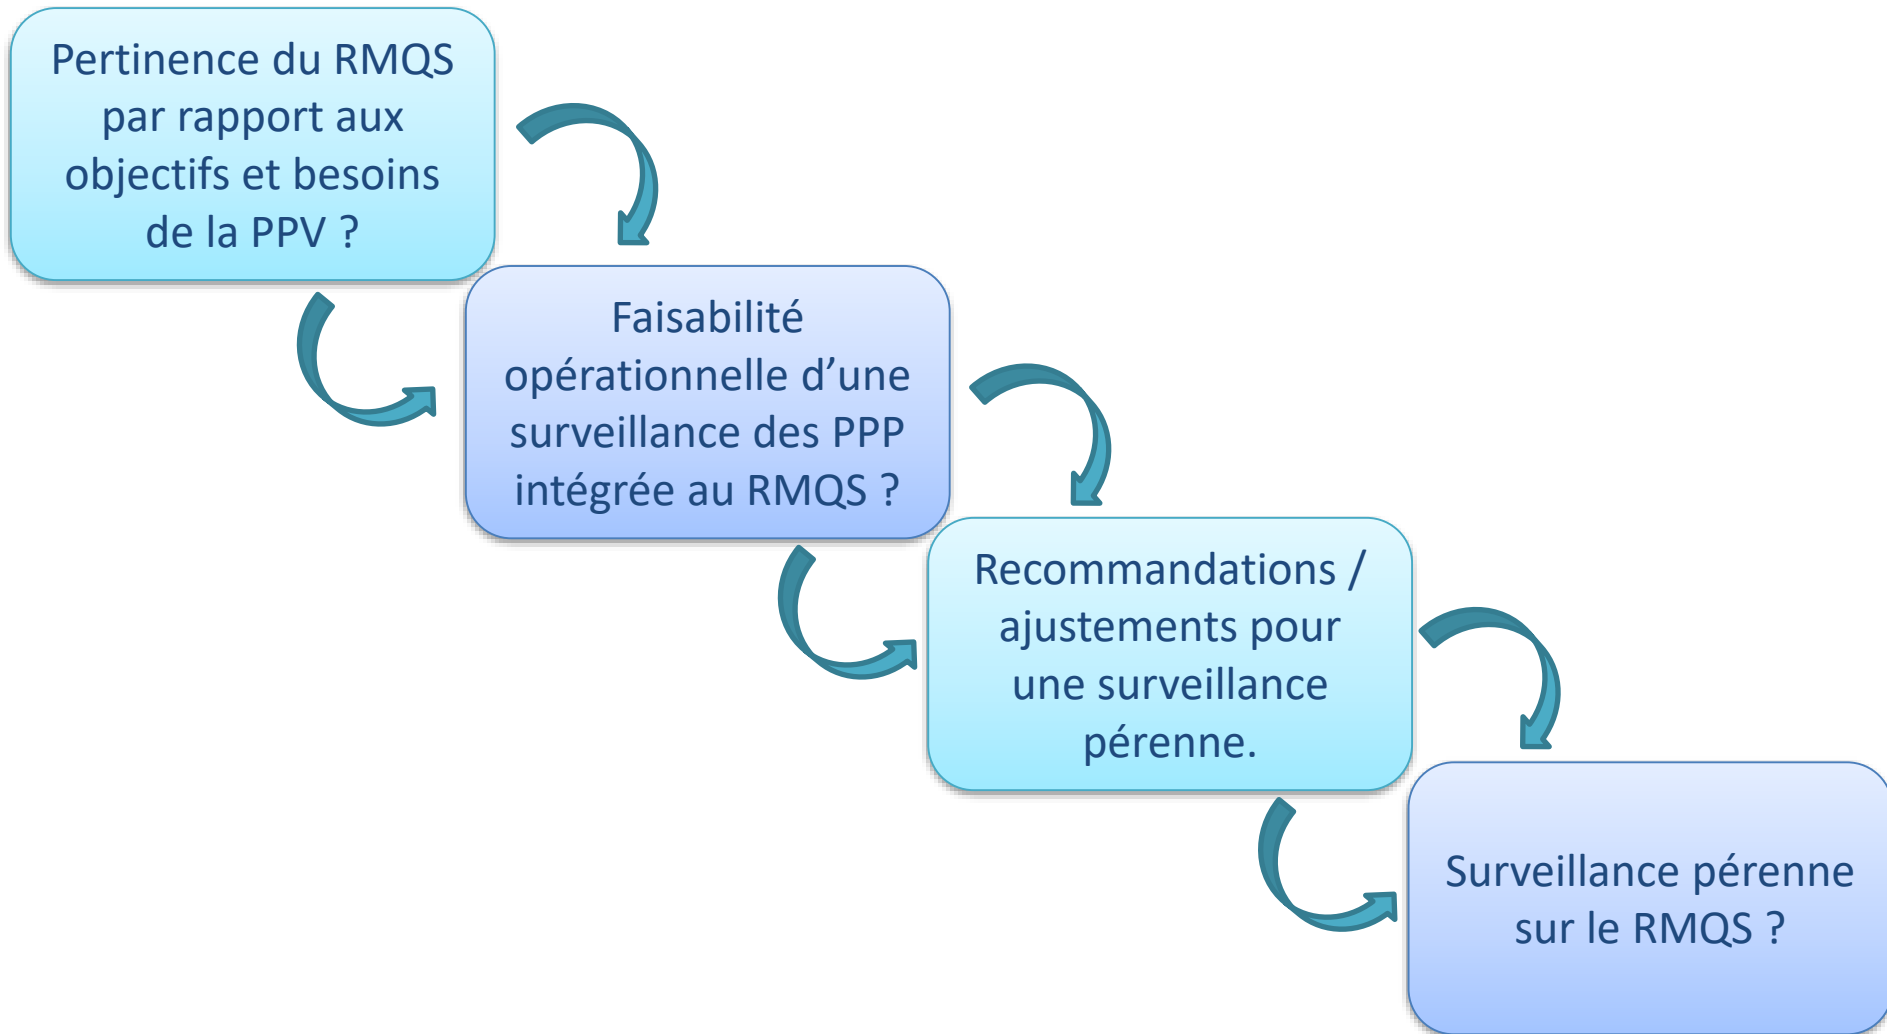 Pertinence du RMQS
par rapport aux
objectifs et besoins
de la PPV ?
Faisabilité
opérationnelle d’une
surveillance des PPP
intégrée au RMQS ?
Recommandations /
ajustements pour
une surveillance
pérenne.
Surveillance pérenne
sur le RMQS ?